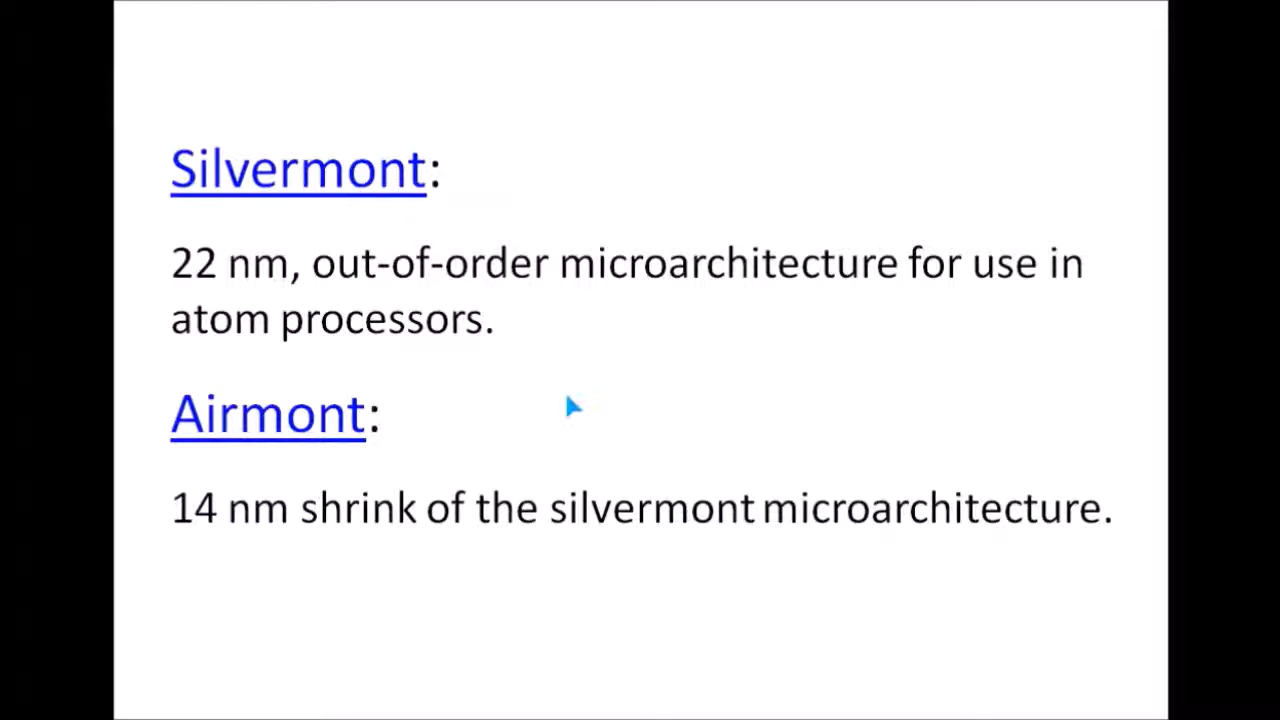 Silvermont:
22 nm, out-of-order microarchitecture for use in
atom processors.
Airmont:
14 nm shrink of the silvermont microarchitecture.